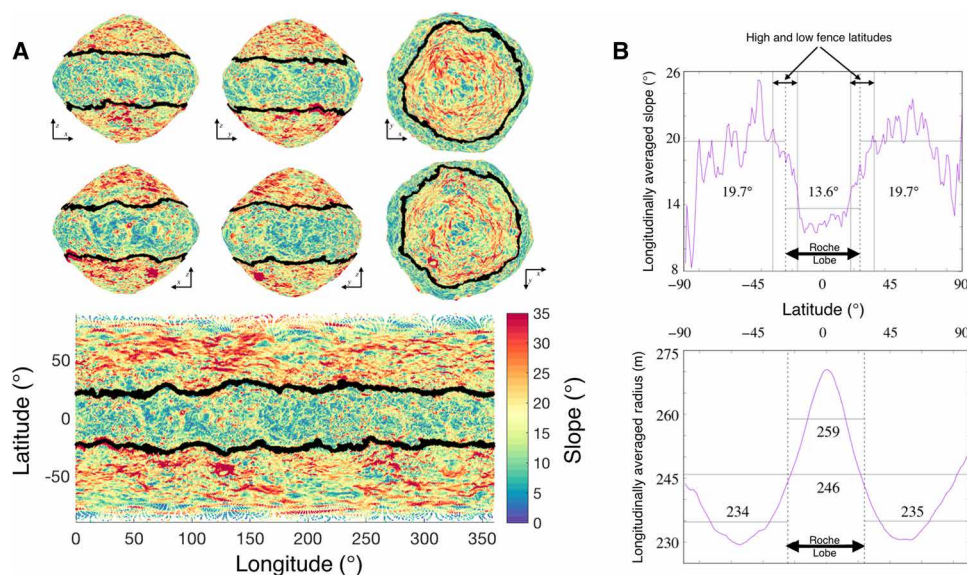 A
z
x
z
y
y
x
z
x
z
y
x
y
50
0
−50
Latitude (°)
0
50
100
150
200
250
300
350
Longitude (°)
35
30
25
20
15
10
5
0
Slope (°)
B
High and low fence latitudes
26
20
14
8
Longitudinally averaged slope (°)
19.7°
13.6°
19.7°
Roche
Lobe
−90
−45
0
45
90
Latitude (°)
−90
−45
0
45
90
275
260
245
230
Longitudinally averaged radius (m)
259
234
246
235
Roche
Lobe